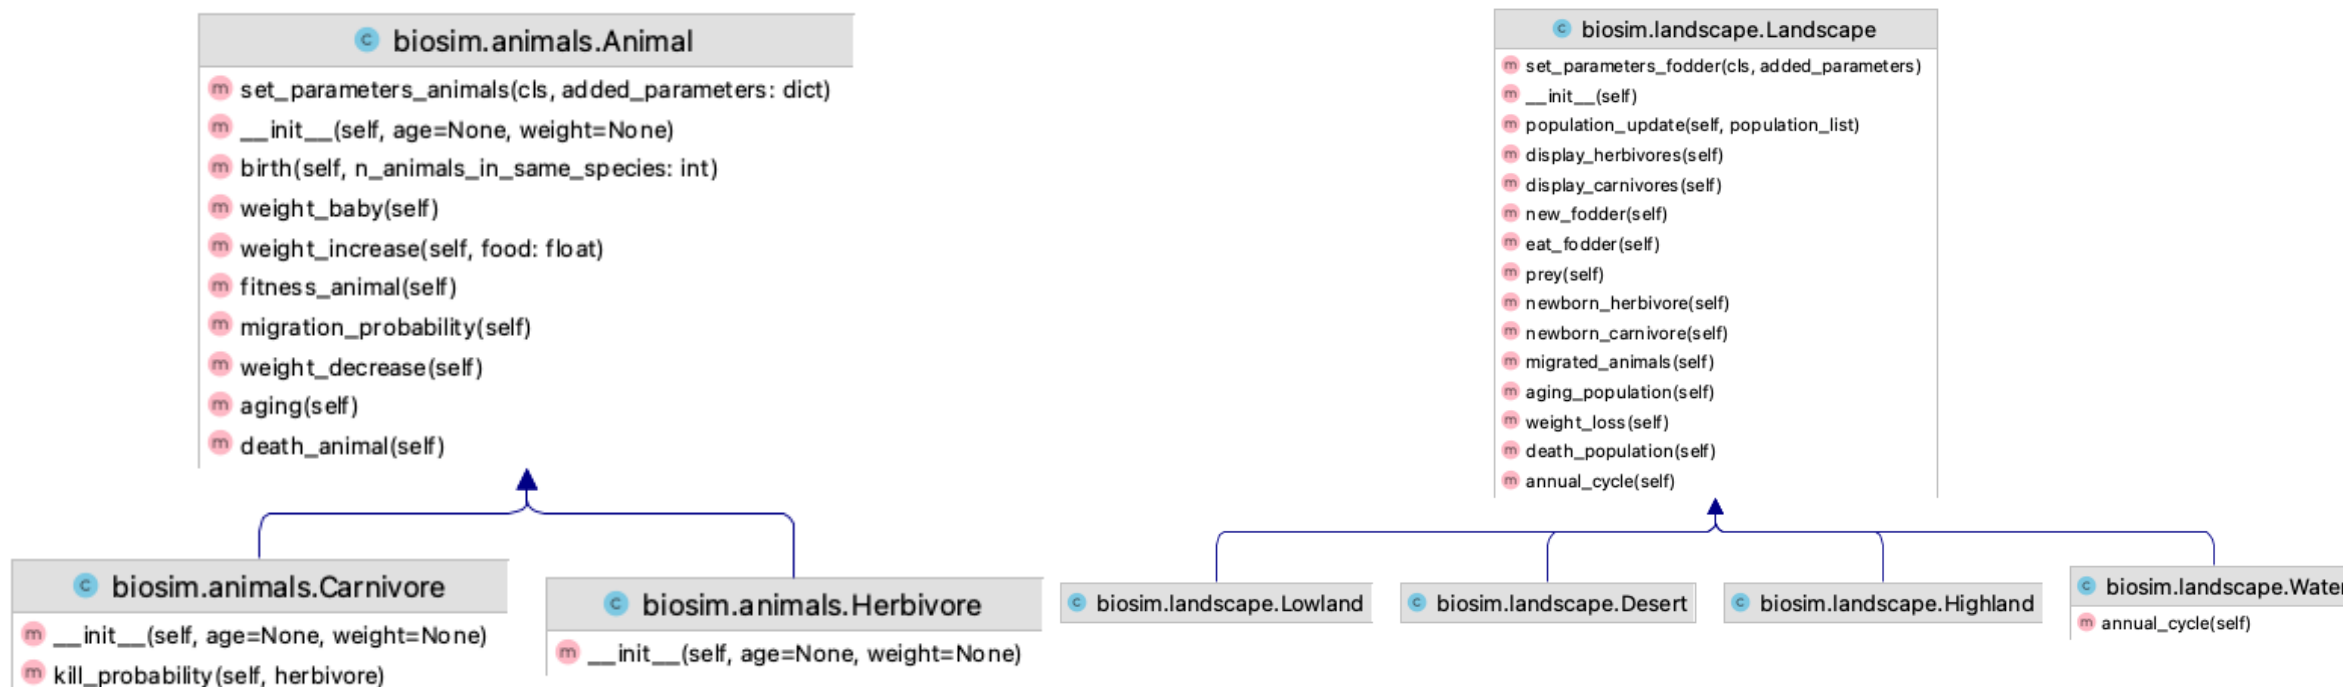 biosim.animals.Animal
set_parameters_animals(cls, added_parameters: dict)
__init__(self, age=None, weight=None)
birth(self, n_animals_in_same_species: int)
weight_baby(self)
weight_increase(self, food: float)
fitness_animal(self)
migration_probability(self)
weight_decrease(self)
aging(self)
death_animal(self)
biosim.animals.Carnivore
__init__(self, age=None, weight=None)
kill_probability(self, herbivore)
biosim.animals.Herbivore
__init__(self, age=None, weight=None)
biosim.landscape.Landscape
set_parameters_fodder(cls, added_parameters)
__init__(self)
population_update(self, population_list)
display_herbivores(self)
display_carnivores(self)
new_fodder(self)
eat_fodder(self)
prey(self)
newborn_herbivore(self)
newborn_carnivore(self)
migrated_animals(self)
aging_population(self)
weight_loss(self)
death_population(self)
annual_cycle(self)
biosim.landscape.Lowland
biosim.landscape.Desert
biosim.landscape.Highland
biosim.landscape.Water
annual_cycle(self)